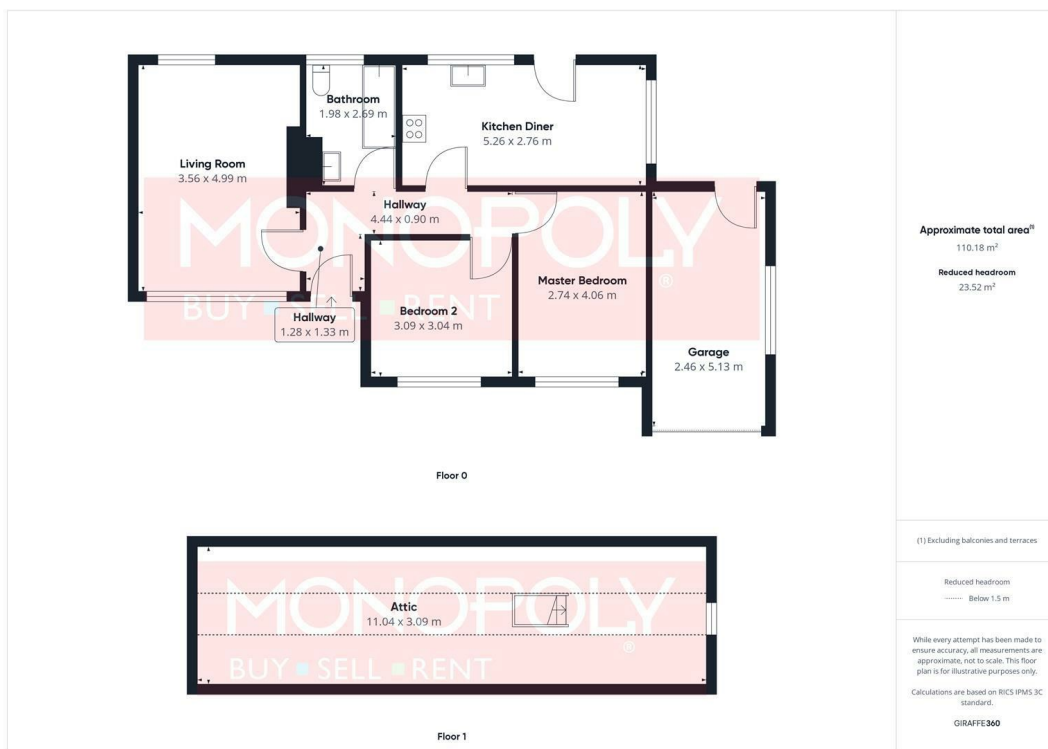 Bathroom
1.98 x 2.69 m
Kitchen Diner
5.26 x 2.76 m
Living Room
3.56 x 4.99 m
Hallway
4.44 x 0.90 m
MONOPOLY
®
BUY SELL RENT
Master Bedroom
2.74 x 4.06 m
Bedroom 2
3.09 x 3.04 m
Hallway
1.28 x 1.33 m
Garage
2.46 x 5.13 m
Floor 0
Attic
11.04 x 3.09 m
MONOPOLY
®
BUY SELL RENT
Floor 1
Approximate total area(1)
110.18 m²
Reduced headroom
23.52 m²
(1) Excluding balconies and terraces
Reduced headroom
Below 1.5 m
While every attempt has been made to
ensure accuracy, all measurements are
approximate, not to scale. This floor
plan is for illustrative purposes only.
Calculations are based on RICS IPMS 3C
standard.
GIRAFFE360